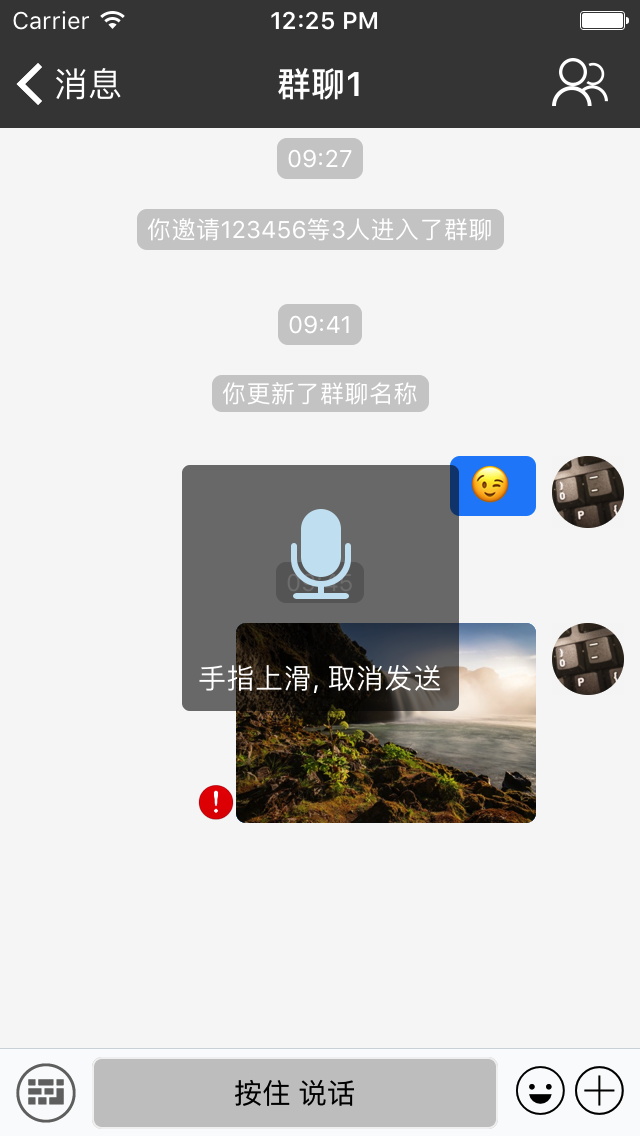 Carrier 12:25 PM
消息 群聊1
09:27
你邀请123456等3人进入了群聊
09:41
你更新了群聊名称
09:45
手指上滑, 取消发送
按住 说话